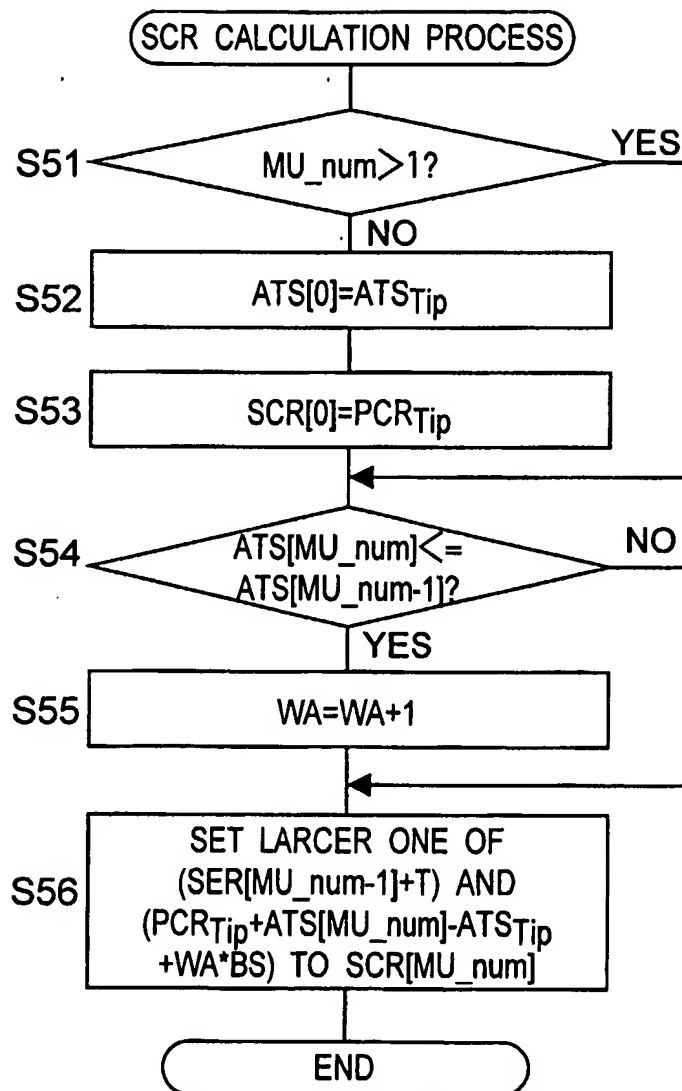 SCR CALCULATION PROCESS
S51
MU_num>1?
YES
NO
S52
ATS[0]=ATSTip
S53
SCR[0]=PCRTip
S54
ATS[MU_num]<=
ATS[MU_num-1]?
NO
YES
S55
WA=WA+1
S56
SET LARCER ONE OF
(SER[MU_num-1]+T) AND
(PCRTip+ATS[MU_num]-ATSTip
+WA*BS) TO SCR[MU_num]
END